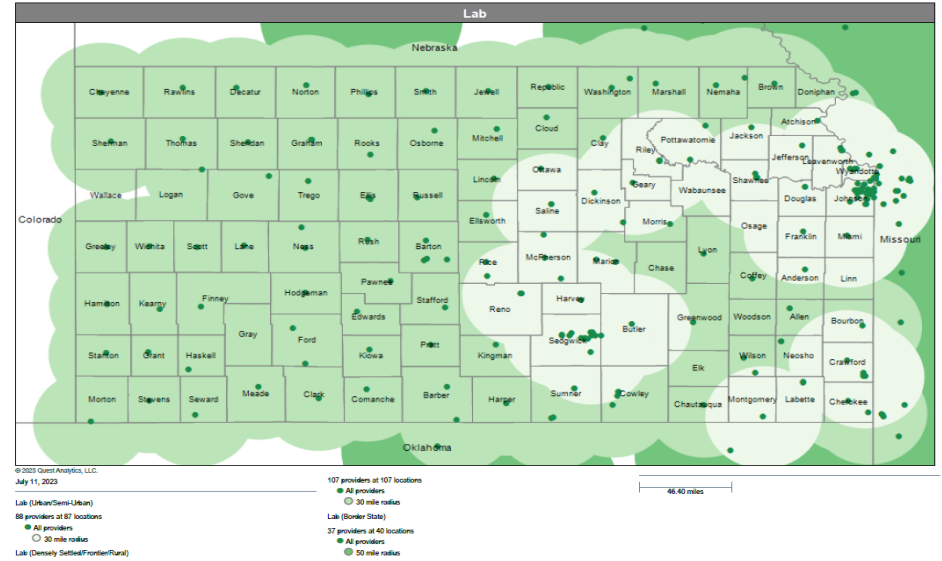 Lab
Nebraska
Cheyenne
Rawlins
Decatur
Norton
Phillips
Smith
Jewell
Republic
Washington
Marshall
Nemaha
Brown
Doniphan
Sherman
Thomas
Sheridan
Graham
Rooks
Osborne
Mitchell
Cloud
Clay
Riley
Pottawatomie
Jackson
Atchison
Jefferson
Leavenworth
Wyandotte
Wallace
Logan
Gove
Trego
Ellis
Russell
Lincoln
Ottawa
Saline
Dickinson
Geary
Wabaunsee
Shawnee
Douglas
Johnson
Colorado
Greeley
Wichita
Scott
Lane
Ness
Rush
Barton
Ellsworth
Rice
McPherson
Marion
Morris
Chase
Lyon
Osage
Franklin
Miami
Missouri
Hamilton
Kearny
Finney
Hodgeman
Pawnee
Stafford
Reno
Harvey
Butler
Greenwood
Coffey
Anderson
Linn
Stanton
Grant
Haskell
Gray
Ford
Edwards
Kiowa
Pratt
Kingman
Sedgwick
Elk
Woodson
Allen
Bourbon
Wilson
Neosho
Crawford
Morton
Stevens
Seward
Meade
Clark
Comanche
Barber
Harper
Sumner
Cowley
Chautauqua
Montgomery
Labette
Cherokee
Oklahoma
© 2023 Quest Analytics, LLC.
July 11, 2023
Lab (Urban/Semi-Urban)
88 providers at 87 locations
All providers
30 mile radius
Lab (Densely Settled/Frontier/Rural)
107 providers at 107 locations
All providers
30 mile radius
Lab (Border State)
37 providers at 40 locations
All providers
50 mile radius
46.40 miles